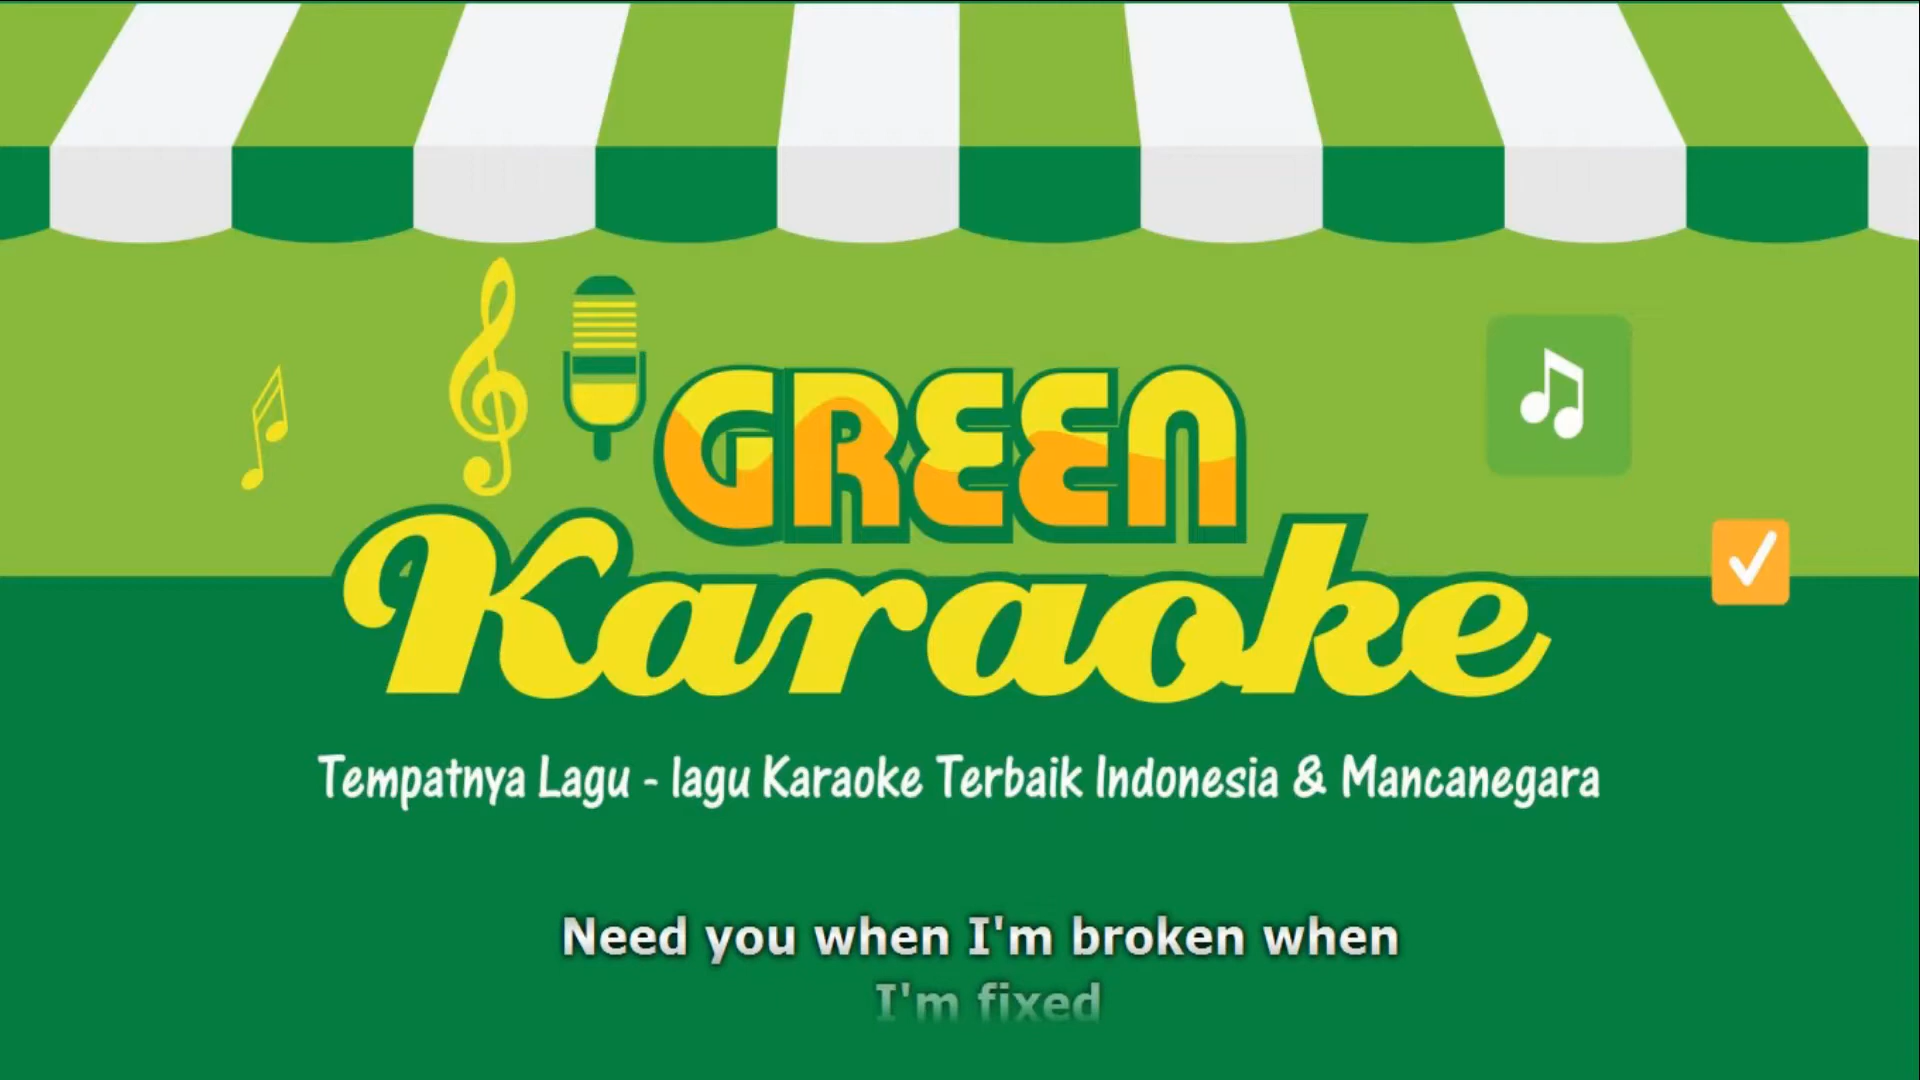 GREEN
Karaoke
Tempatnya Lagu - lagu Karaoke Terbaik Indonesia & Mancanegara
Need you when I'm broken when
I'm fixed